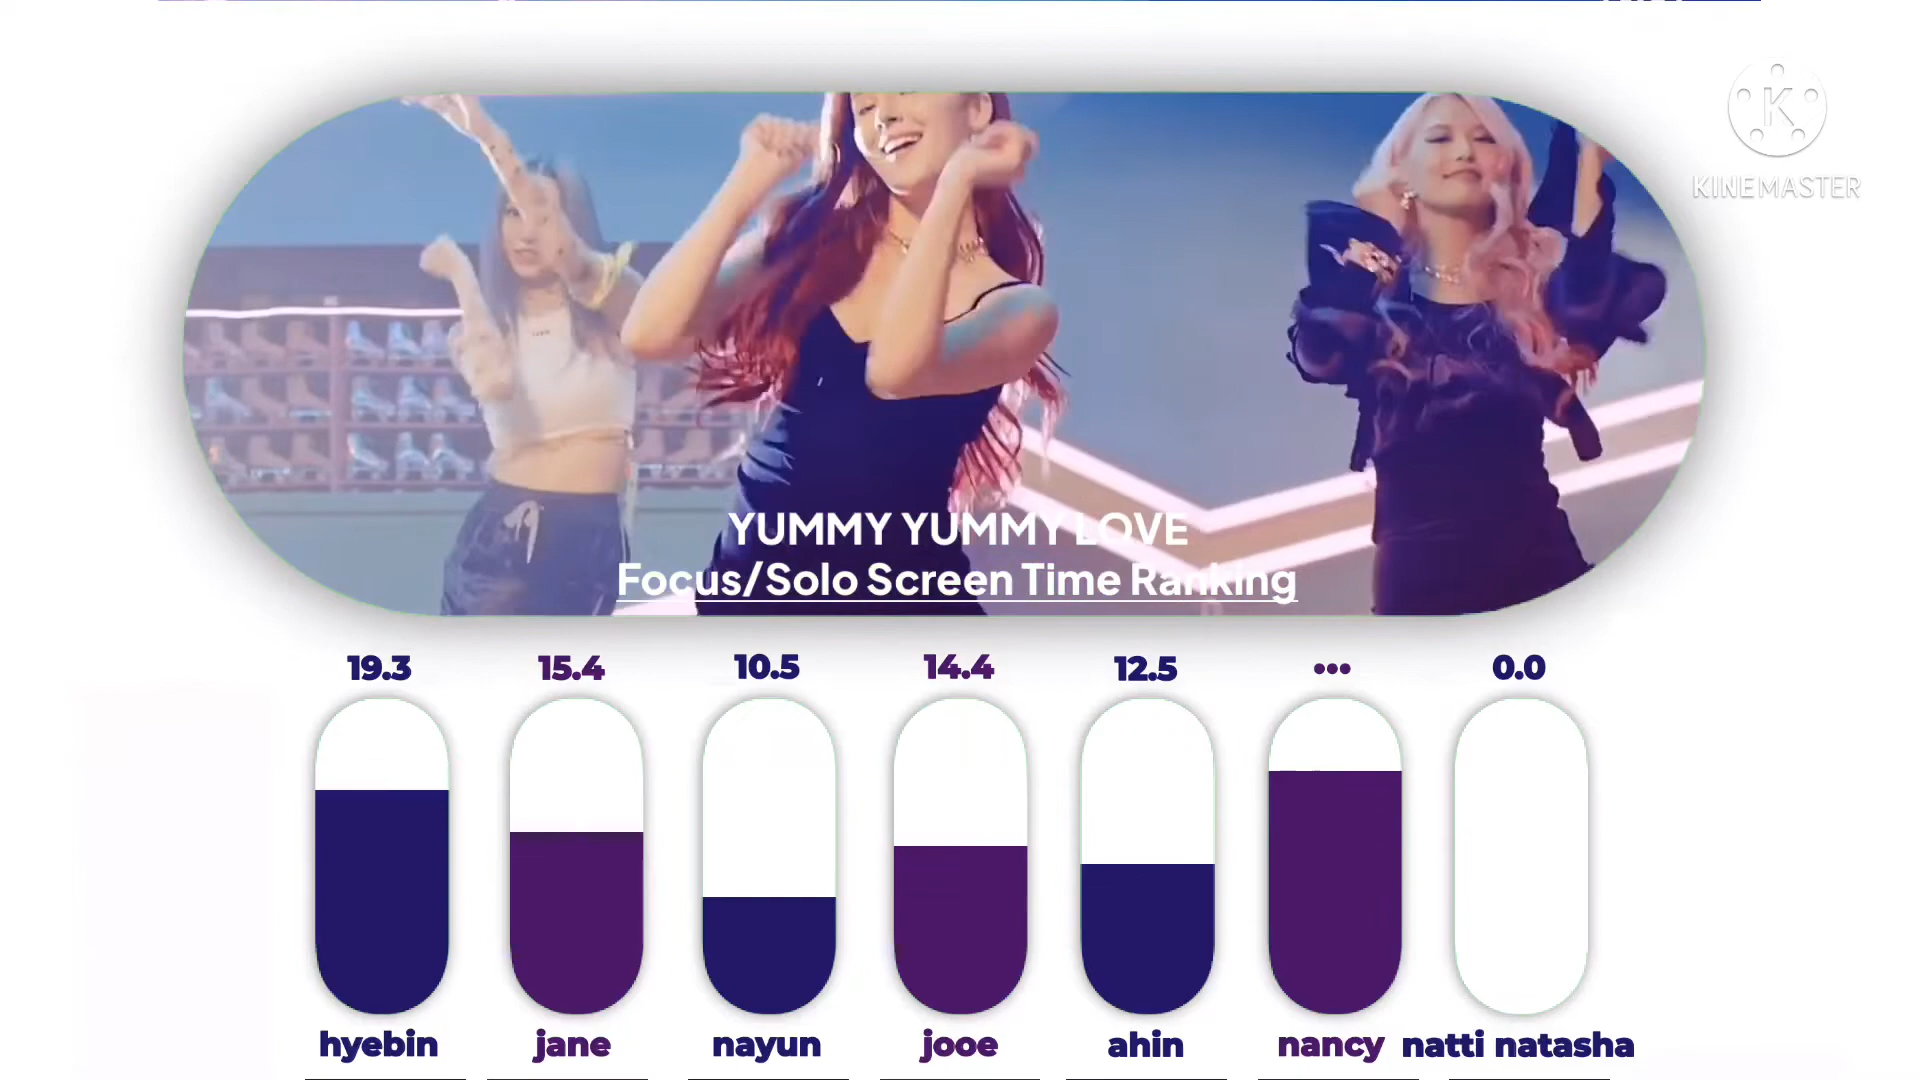 KINEMASTER
YUMMY YUMMY LOVE
Focus/Solo Screen Time Ranking
19.3 15.4 10.5 14.4 12.5 ••• 0.0
hyebin jane nayun jooe ahin nancy natti natasha